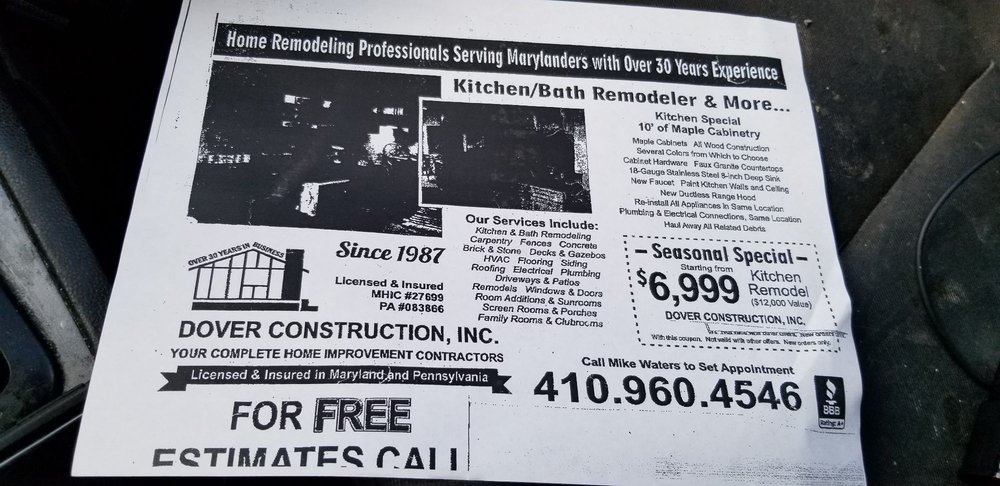 Home Remodeling Professionals Serving Marylanders with Over 30 Years Experience
Kitchen/Bath Remodeler & More...
Kitchen Special
10' of Maple Cabinetry
Maple Cabinets All Wood Construction
Several Colors from Which to Choose
Cabinet Hardware Faux Granite Countertops
18-Gauge Stainless Steel 8-inch Deep Sink
New Faucet Paint Kitchen Walls and Ceiling
New Ductless Range Hood
Re-install All Appliances in Same Location
Plumbing & Electrical Connections, Same Location
Haul Away All Related Debris
Our Services Include:
Kitchen & Bath Remodeling
Carpentry Fences Concrete
Brick & Stone Decks & Gazebos
HVAC Flooring Siding
Roofing Electrical Plumbing
Driveways & Patios
Remodels Windows & Doors
Room Additions & Sunrooms
Screen Rooms & Porches
Family Rooms & Clubrooms
OVER 30 YEARS IN BUSINESS
Since 1987
Licensed & Insured
MHIC #27699
PA #083866
DOVER CONSTRUCTION, INC.
YOUR COMPLETE HOME IMPROVEMENT CONTRACTORS
Licensed & Insured in Maryland and Pennsylvania
FOR FREE
ESTIMATES CALL
– Seasonal Special –
Starting from
$6,999
Kitchen
Remodel
($12,000 Value)
DOVER CONSTRUCTION, INC.
With this coupon. Not valid with other offers. New orders only.
Call Mike Waters to Set Appointment
410.960.4546
BBB
Rating: A+